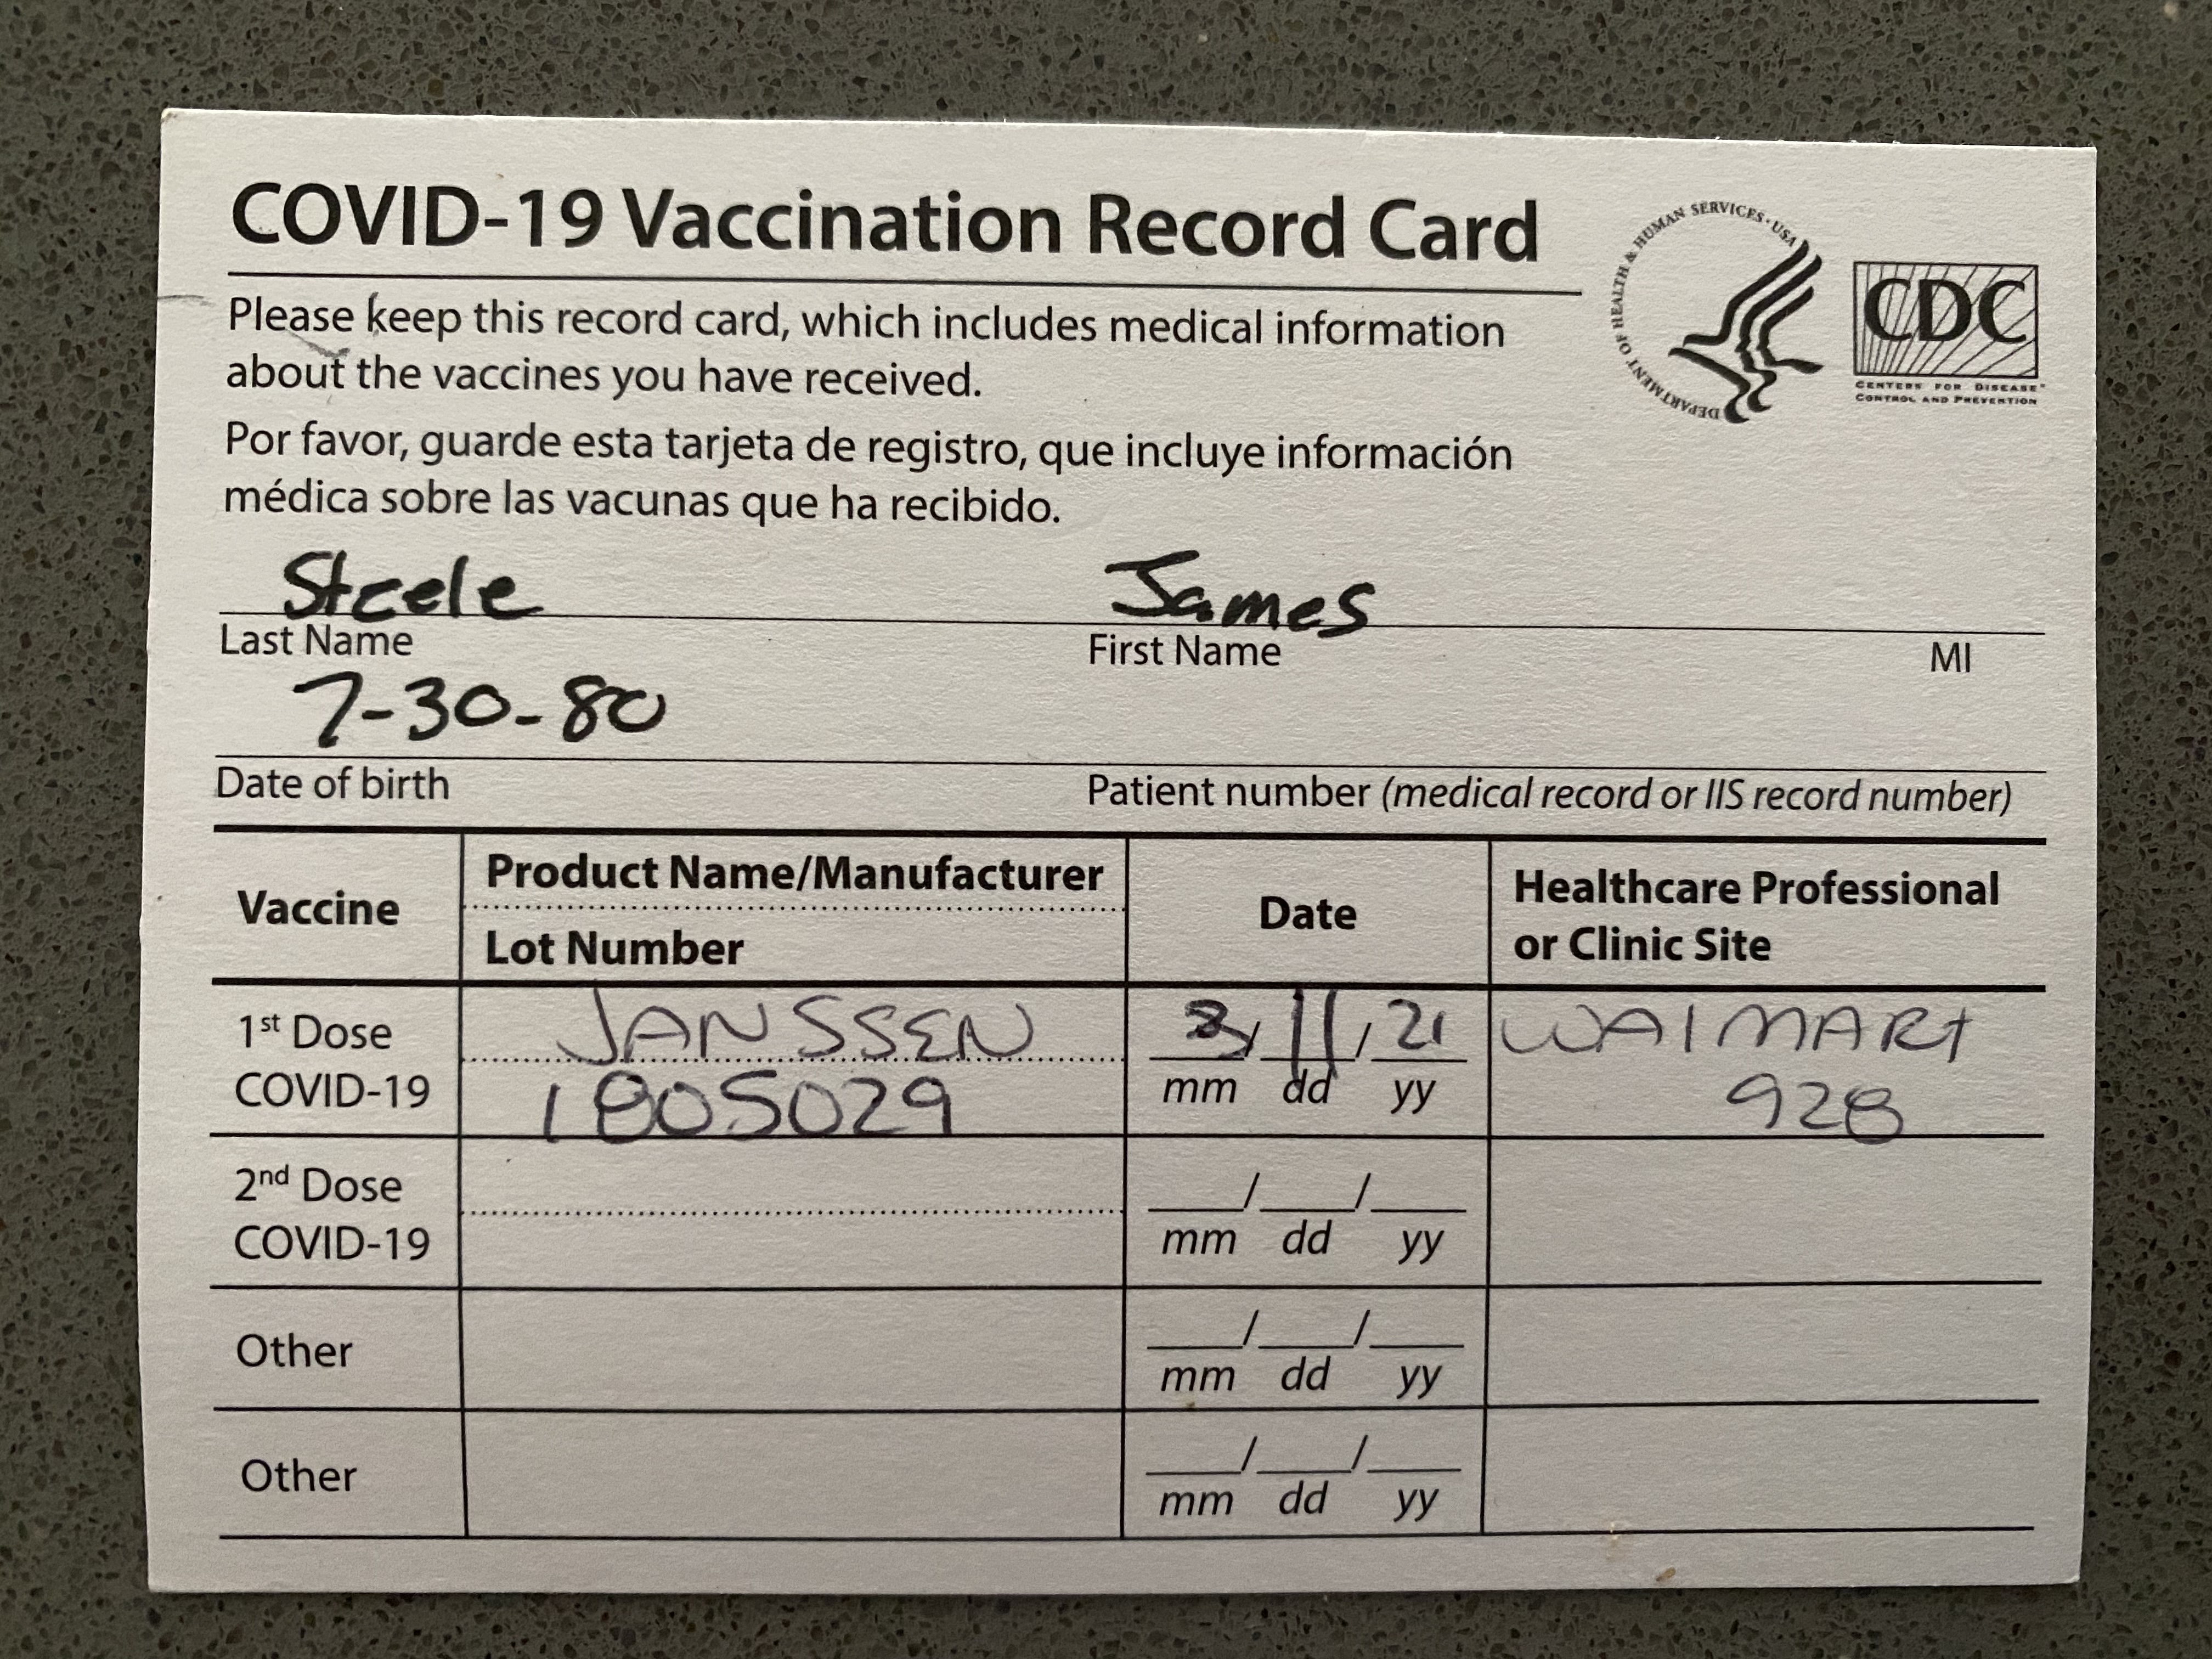 COVID-19 Vaccination Record Card
DEPARTMENT OF HEALTH & HUMAN SERVICES · USA
CDC
CENTERS FOR DISEASE
CONTROL AND PREVENTION
Please keep this record card, which includes medical information
about the vaccines you have received.
Por favor, guarde esta tarjeta de registro, que incluye información
médica sobre las vacunas que ha recibido.
Steele James
Last Name First Name MI
7-30-80
Date of birth Patient number (medical record or IIS record number)
Vaccine
Product Name/Manufacturer
Lot Number
Date
Healthcare Professional
or Clinic Site
1st Dose
COVID-19
JANSSEN
1805029
3/11/21
mm dd yy
WAlMARt
928
2nd Dose
COVID-19
/ /
mm dd yy
Other
/ /
mm dd yy
Other
/ /
mm dd yy